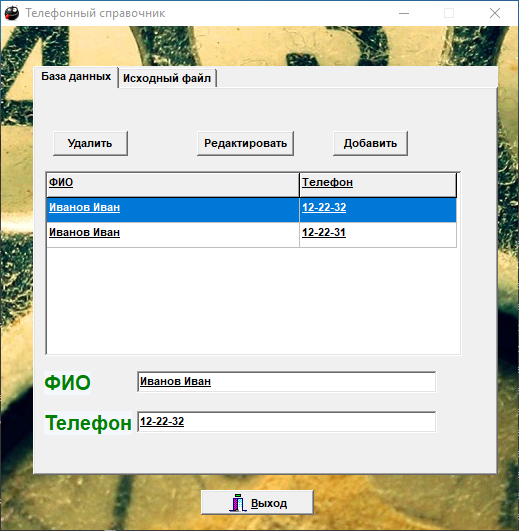 Телефонный справочник
База данных Исходный файл
Удалить Редактировать Добавить
ФИО Телефон
Иванов Иван 12-22-32
Иванов Иван 12-22-31
ФИО Иванов Иван
Телефон 12-22-32
Выход